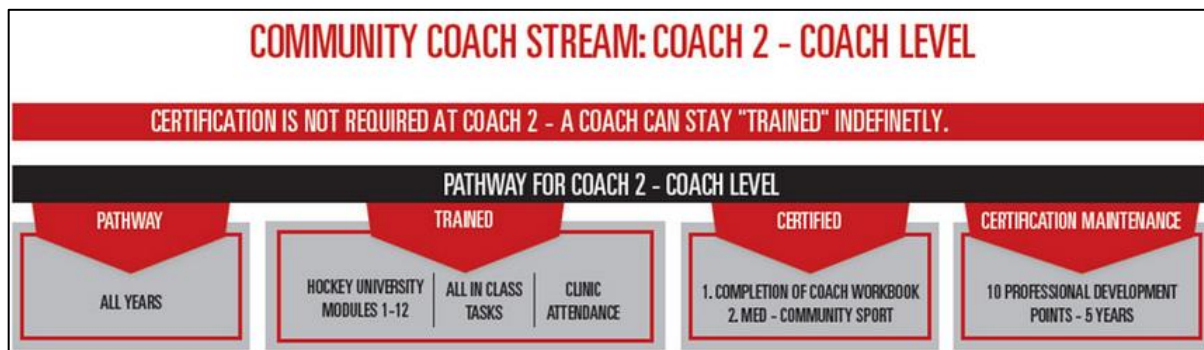 COMMUNITY COACH STREAM: COACH 2 - COACH LEVEL
CERTIFICATION IS NOT REQUIRED AT COACH 2 - A COACH CAN STAY "TRAINED" INDEFINETLY.
PATHWAY FOR COACH 2 - COACH LEVEL
PATHWAY
ALL YEARS
TRAINED
HOCKEY UNIVERSITY
MODULES 1-12
ALL IN CLASS
TASKS
CLINIC
ATTENDANCE
CERTIFIED
1. COMPLETION OF COACH WORKBOOK
2. MED - COMMUNITY SPORT
CERTIFICATION MAINTENANCE
10 PROFESSIONAL DEVELOPMENT
POINTS - 5 YEARS